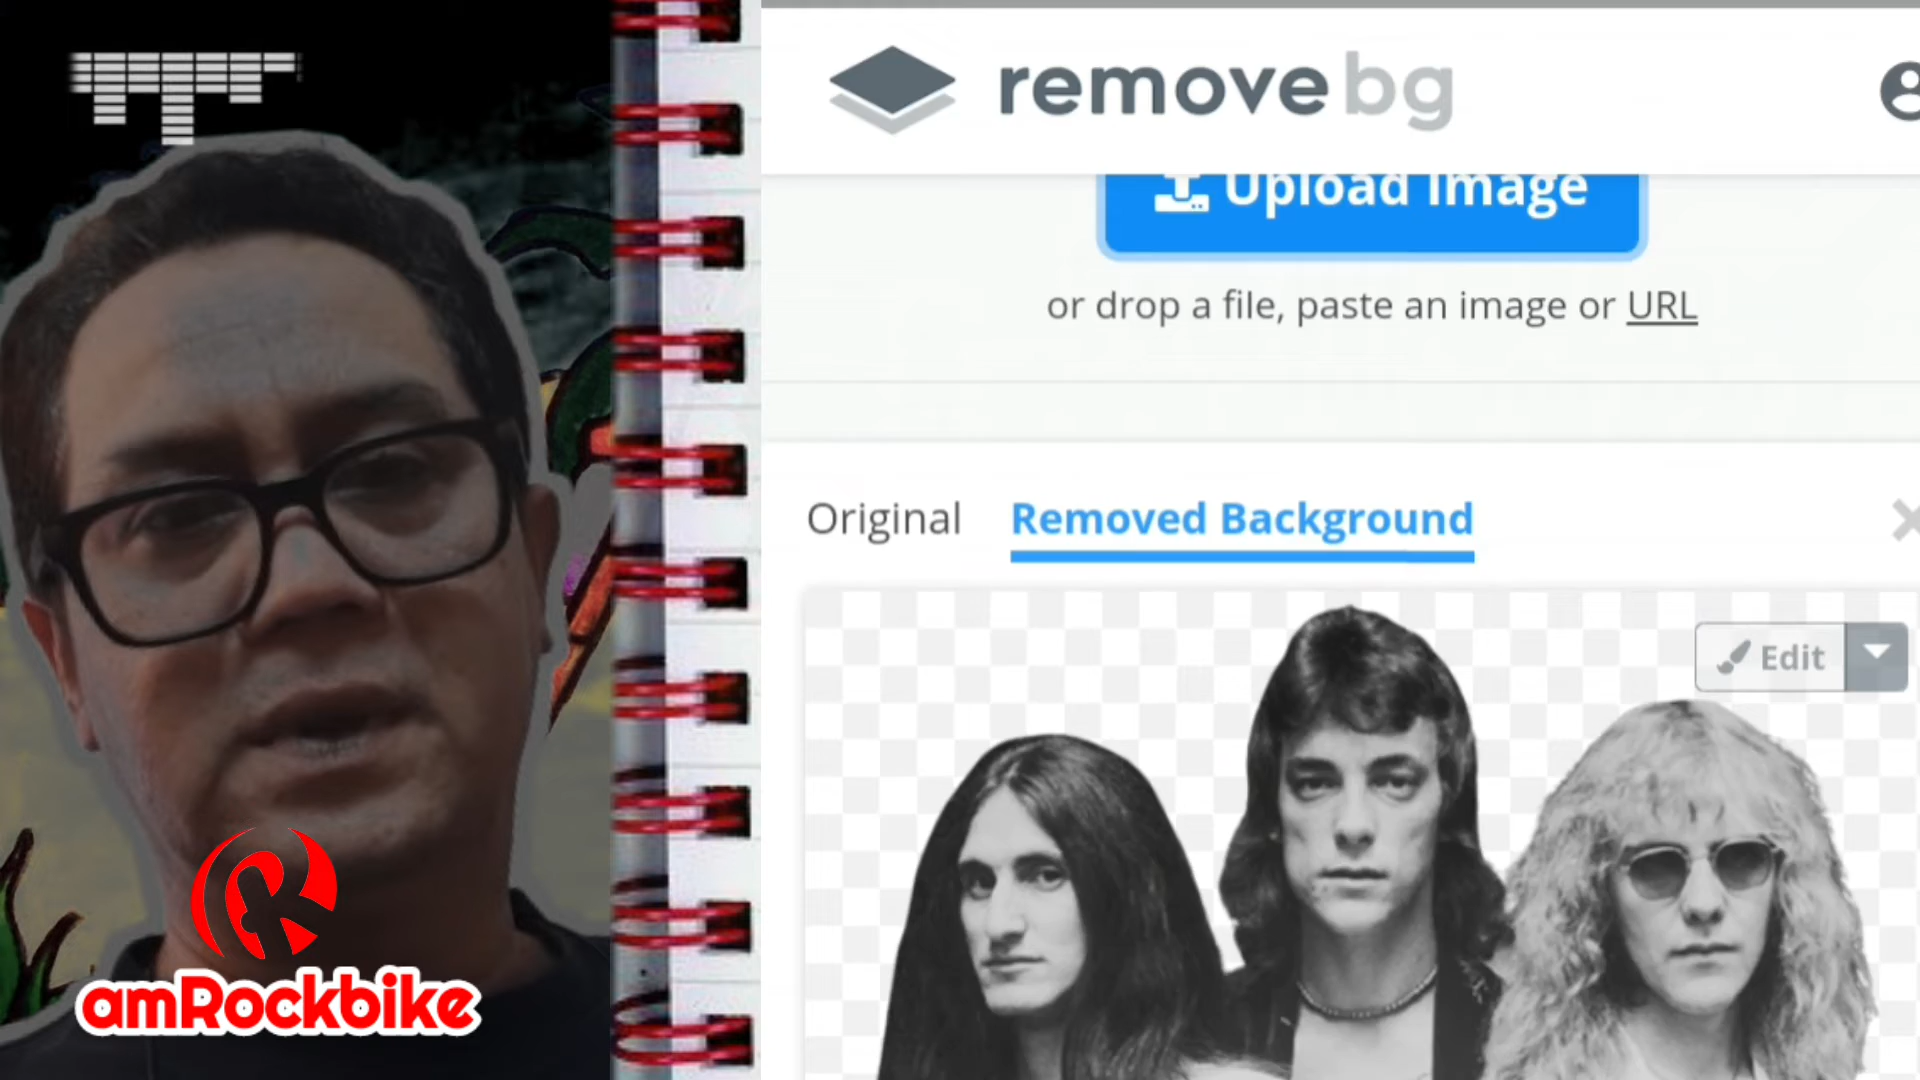 remove bg
Upload Image
or drop a file, paste an image or URL
Original
Removed Background
Edit
amRockbike